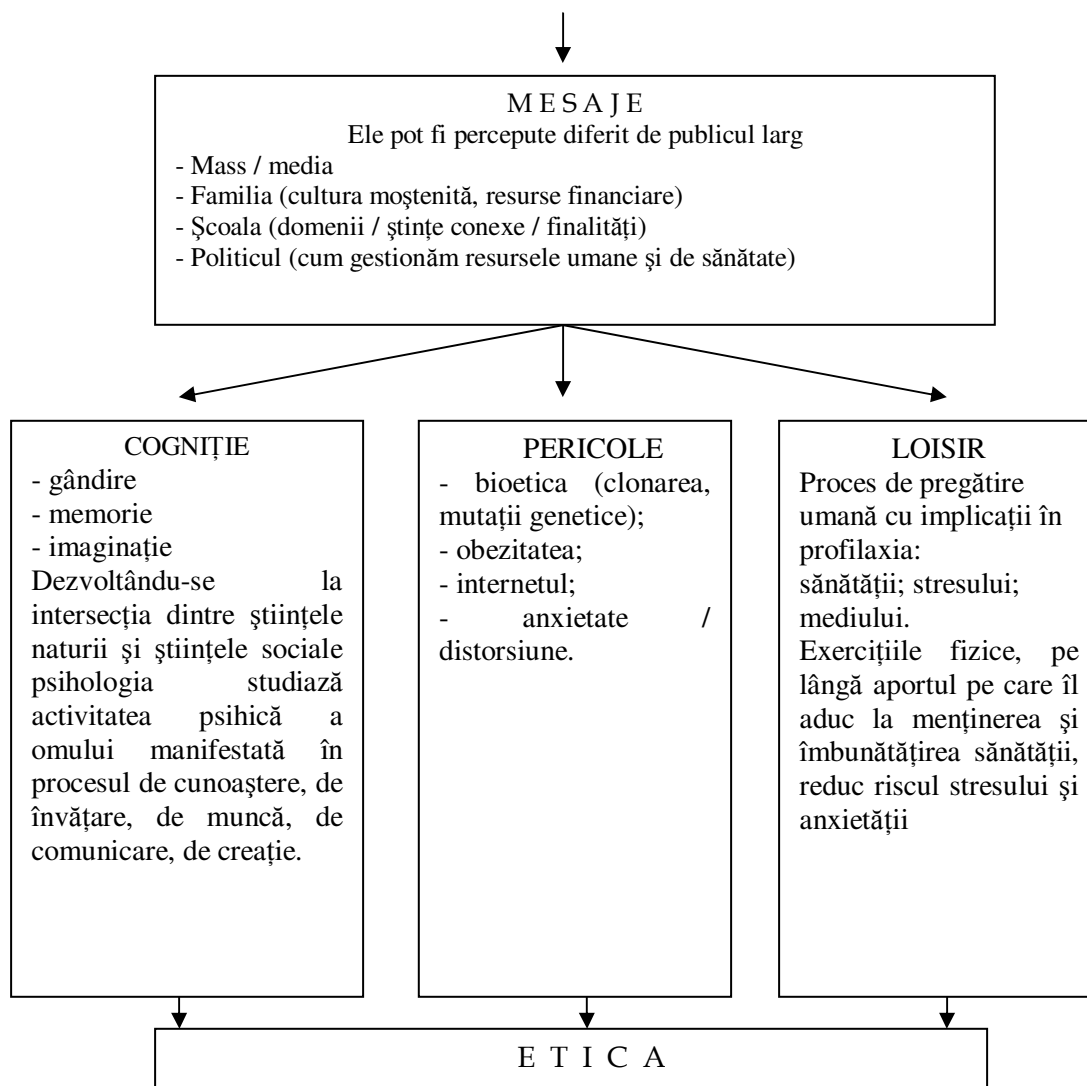 M E S A J E
Ele pot fi percepute diferit de publicul larg
- Mass / media
- Familia (cultura moştenită, resurse financiare)
- Şcoala (domenii / ştinţe conexe / finalităţi)
- Politicul (cum gestionăm resursele umane şi de sănătate)
COGNIŢIE
- gândire
- memorie
- imaginaţie
Dezvoltându-se la
intersecţia dintre ştiinţele
naturii şi ştiinţele sociale
psihologia studiază
activitatea psihică a
omului manifestată în
procesul de cunoaştere, de
învăţare, de muncă, de
comunicare, de creaţie.
PERICOLE
- bioetica (clonarea,
mutaţii genetice);
- obezitatea;
- internetul;
- anxietate /
distorsiune.
LOISIR
Proces de pregătire
umană cu implicaţii în
profilaxia:
sănătăţii; stresului;
mediului.
Exerciţiile fizice, pe
lângă aportul pe care îl
aduc la menţinerea şi
îmbunătăţirea sănătăţii,
reduc riscul stresului şi
anxietăţii
E T I C A